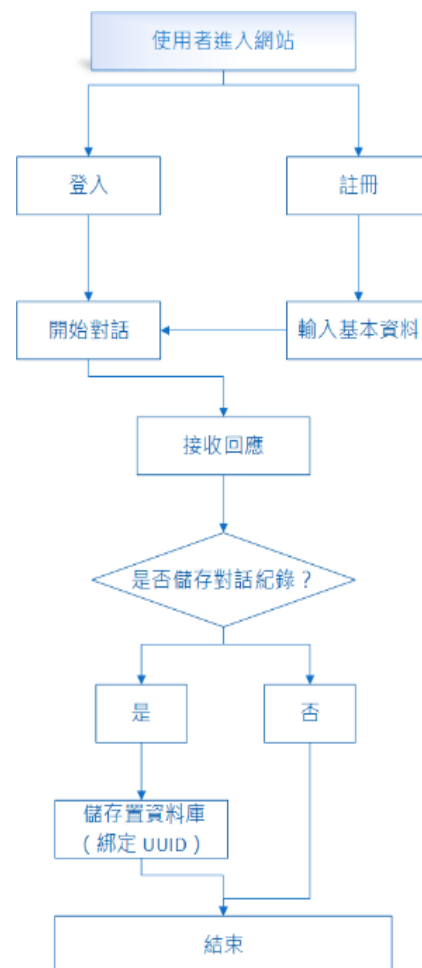 使用者進入網站
登入
註冊
開始對話
輸入基本資料
接收回應
是否儲存對話紀錄？
是
否
儲存置資料庫
（綁定 UUID）
結束